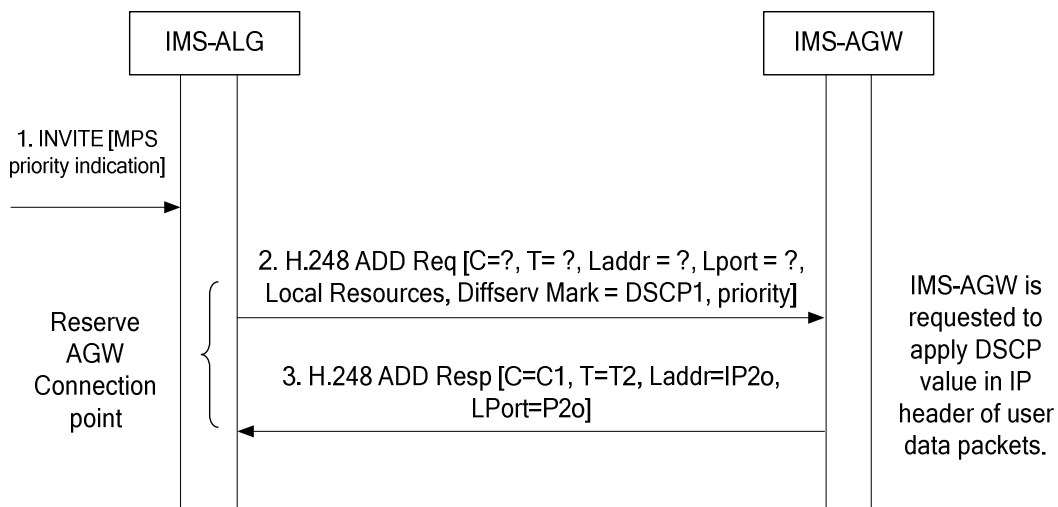 IMS-ALG
IMS-AGW
1. INVITE [MPS
priority indication]
2. H.248 ADD Req [C=?, T= ?, Laddr = ?, Lport = ?,
Local Resources, Diffserv Mark = DSCP1, priority]
Reserve
AGW
Connection
point
3. H.248 ADD Resp [C=C1, T=T2, Laddr=IP2o,
LPort=P2o]
IMS-AGW is
requested to
apply DSCP
value in IP
header of user
data packets.